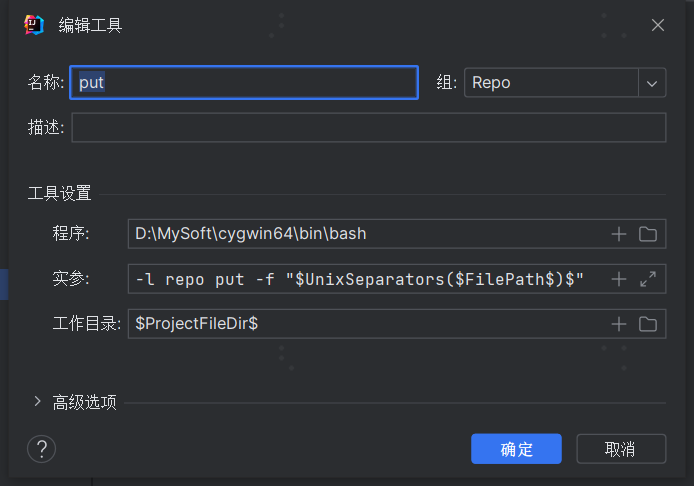 编辑工具
名称: put 组: Repo
描述:
工具设置
程序: D:\MySoft\cygwin64\bin\bash
实参: -l repo put -f "$UnixSeparators($FilePath$)$"
工作目录: $ProjectFileDir$
高级选项
? 确定 取消